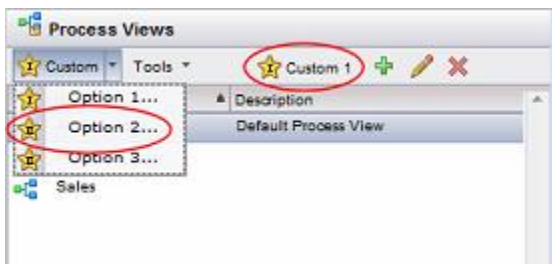 Process Views
Custom Tools Custom 1
Option 1... Description
Option 2... Default Process View
Option 3...
Sales